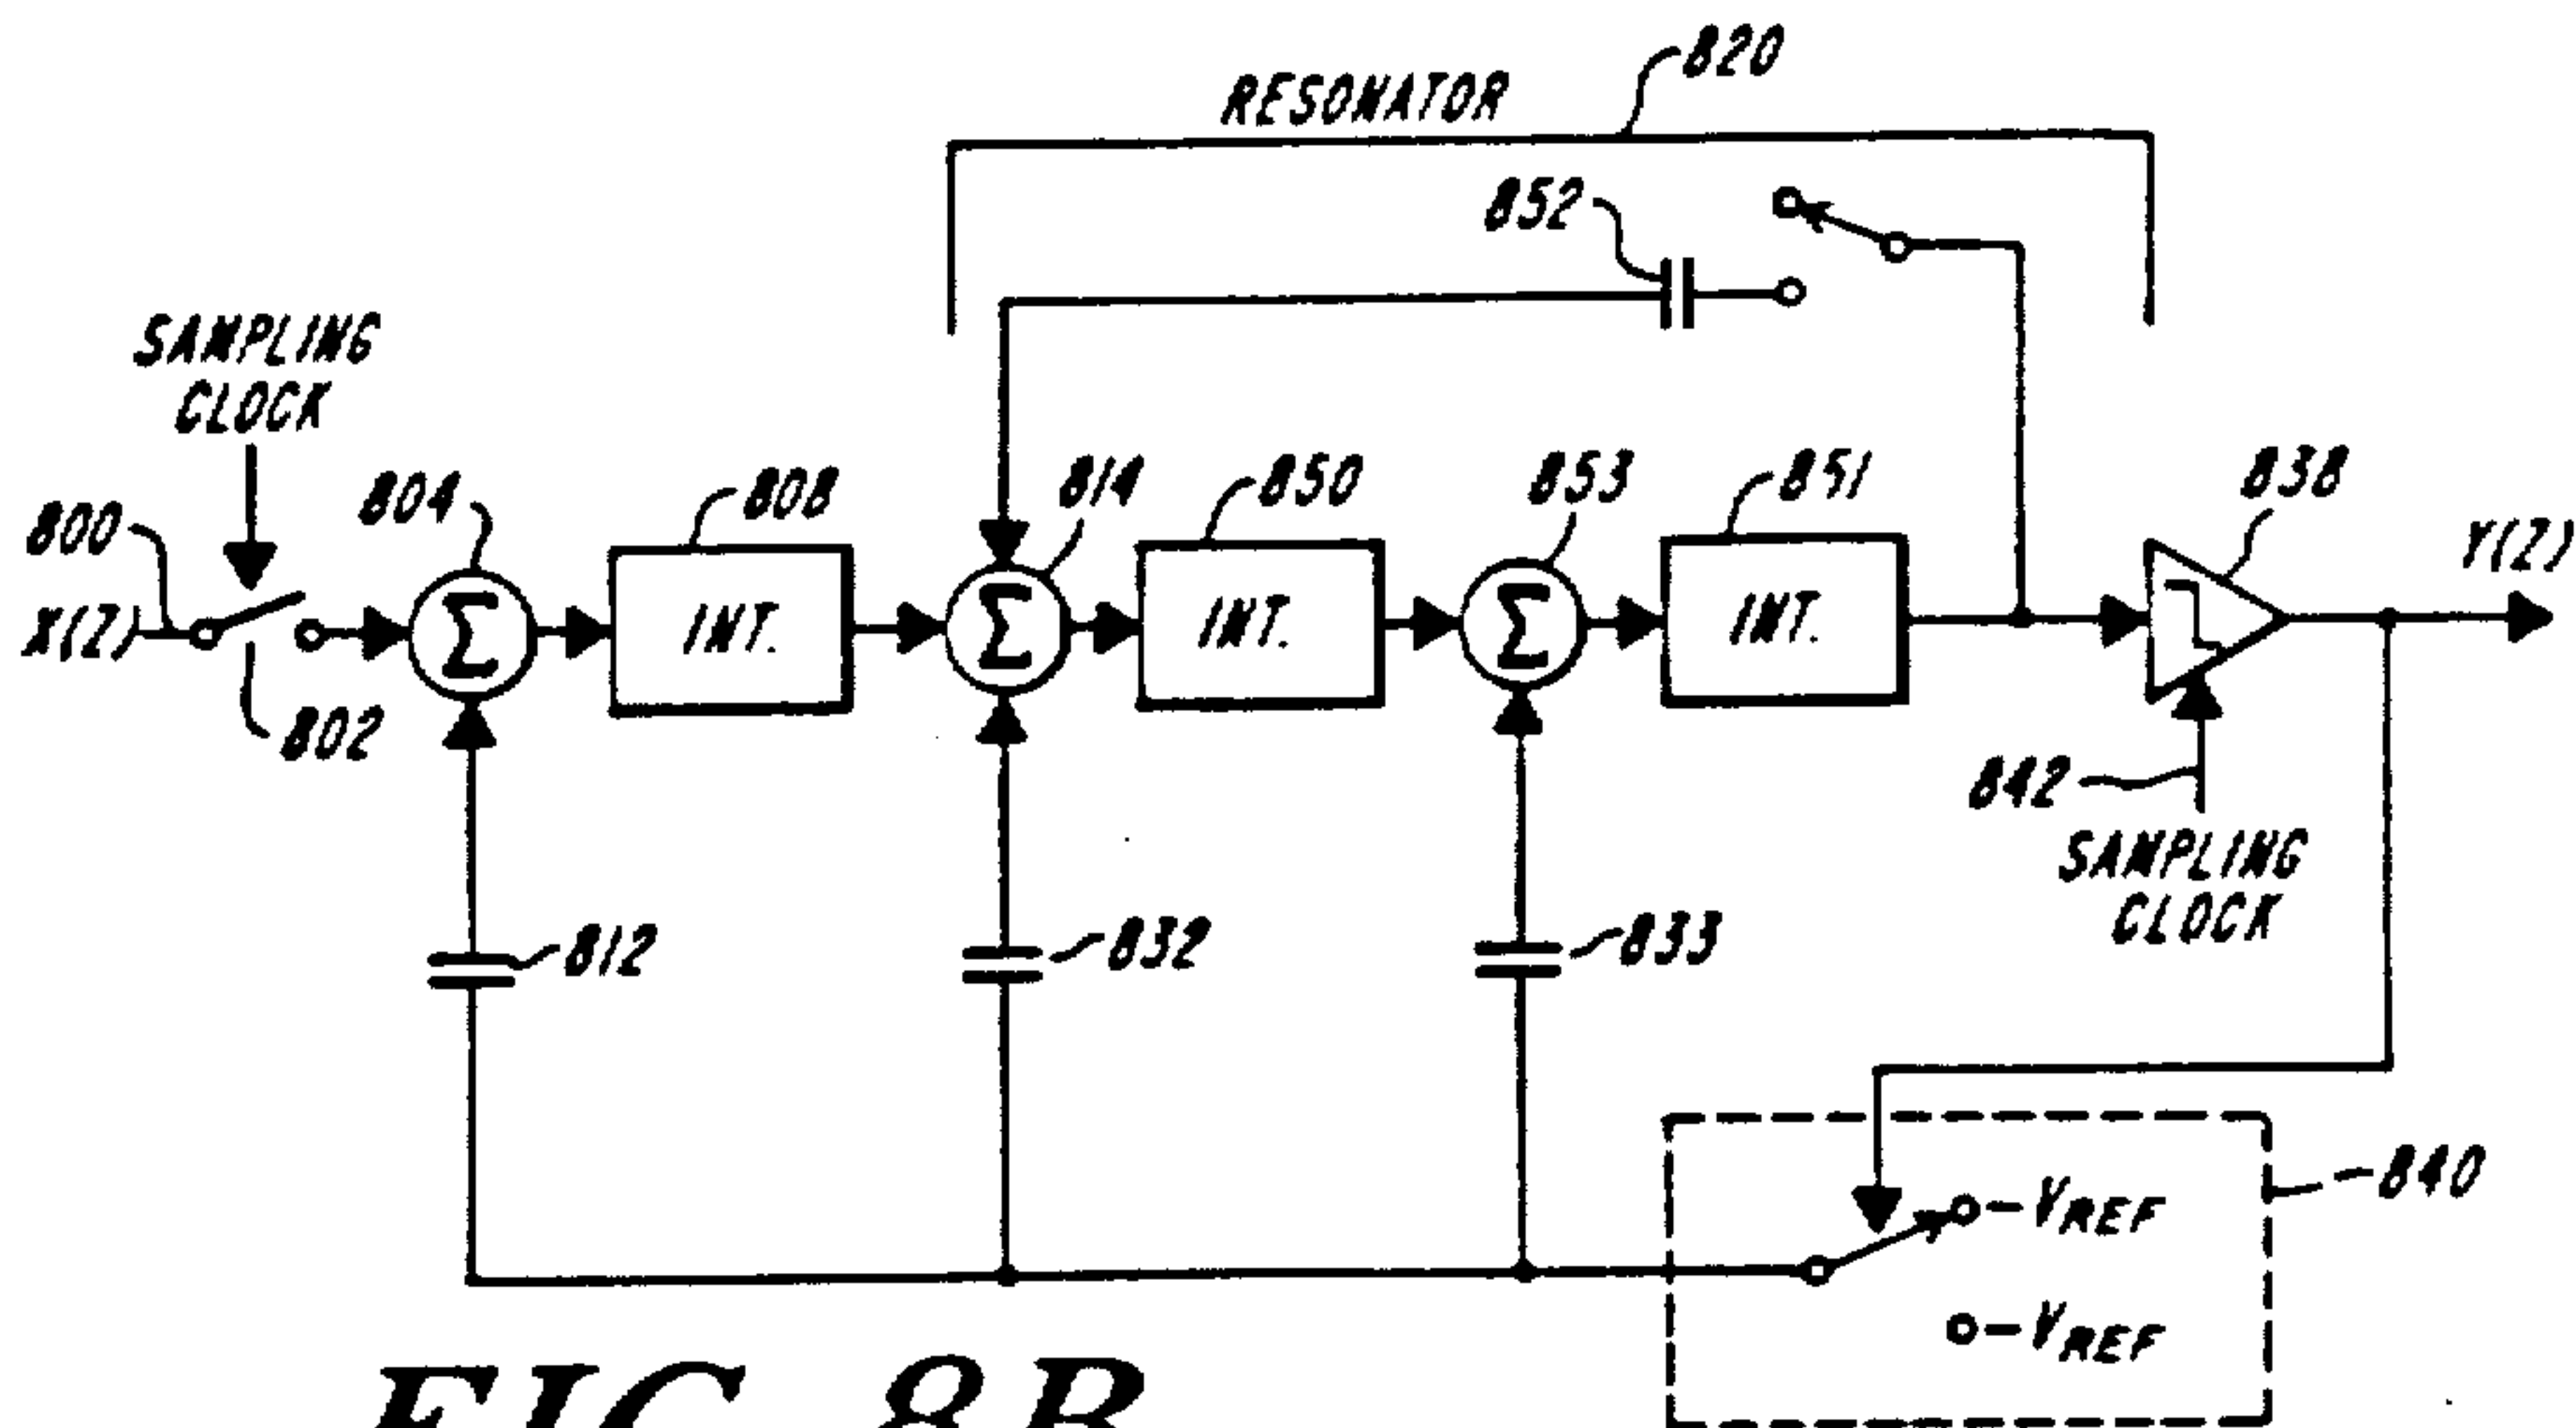 820
RESONATOR
852
SAMPLING
CLOCK
800
804
808
814
850
853
851
838
X(Z)
Σ
INT.
Σ
INT.
Σ
INT.
Y(Z)
802
842
SAMPLING
CLOCK
812
832
833
-VREF
840
-VREF
FIG. 8B